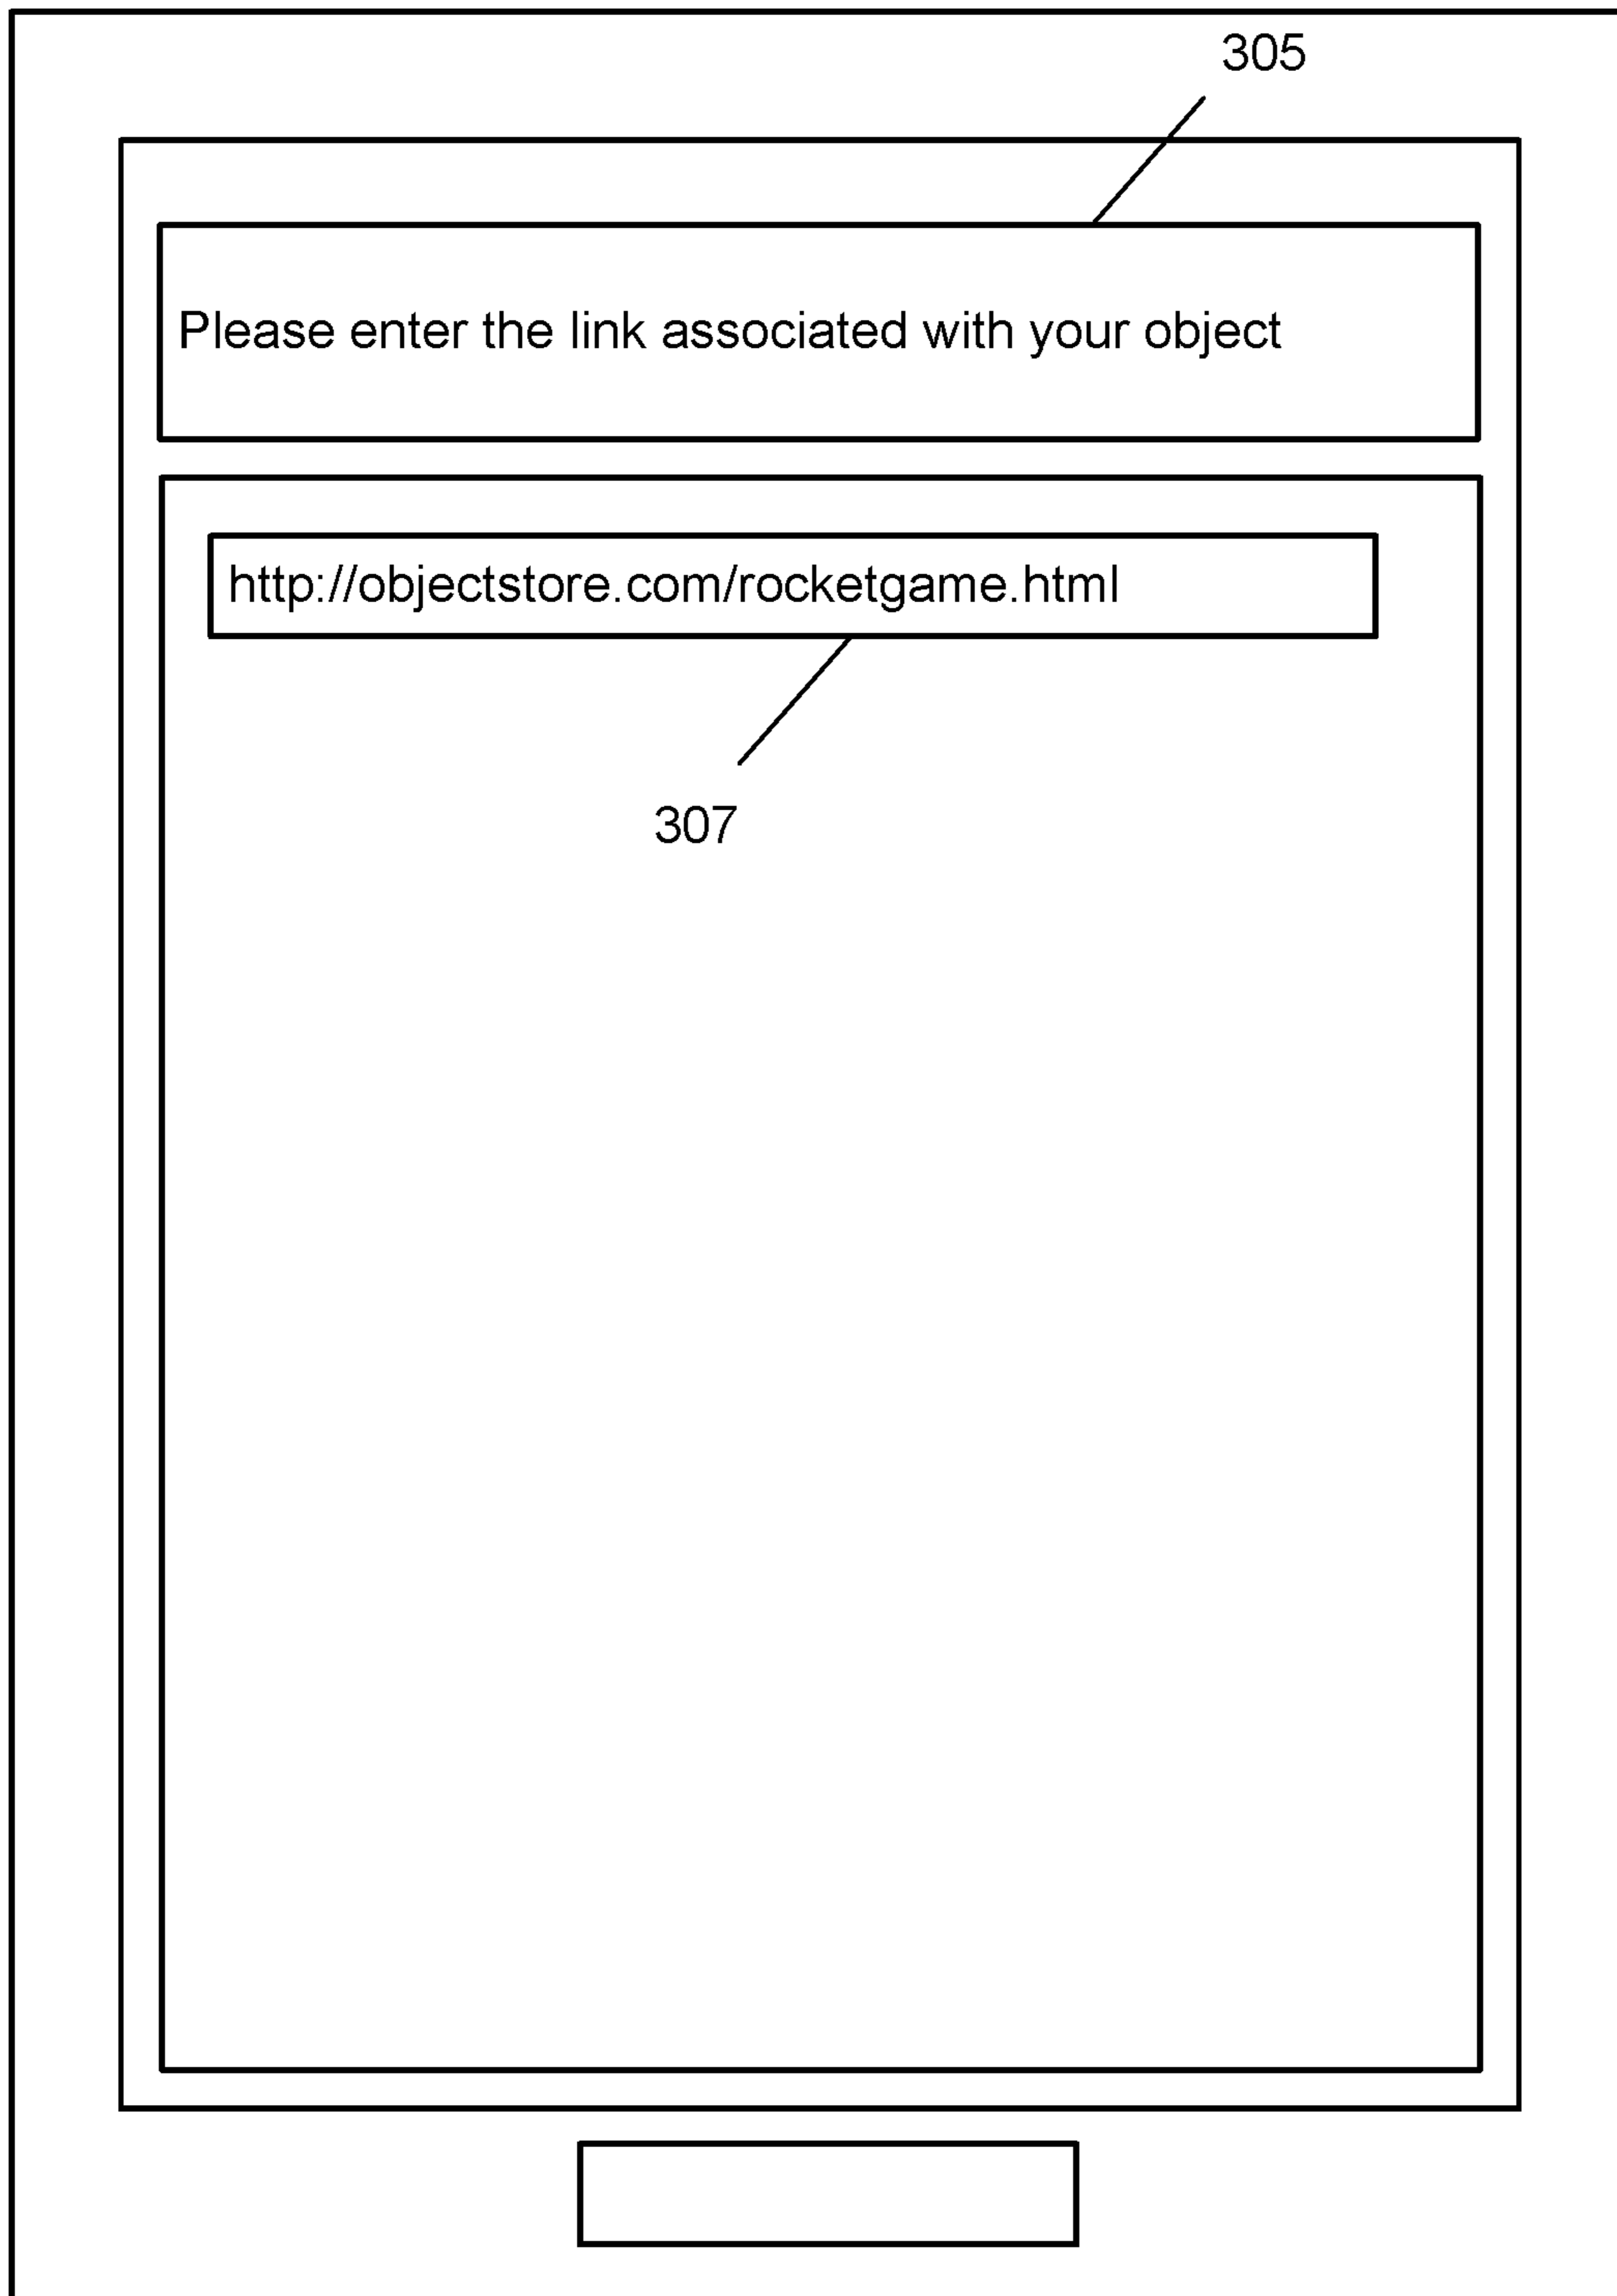 305
Please enter the link associated with your object
http://objectstore.com/rocketgame.html
307